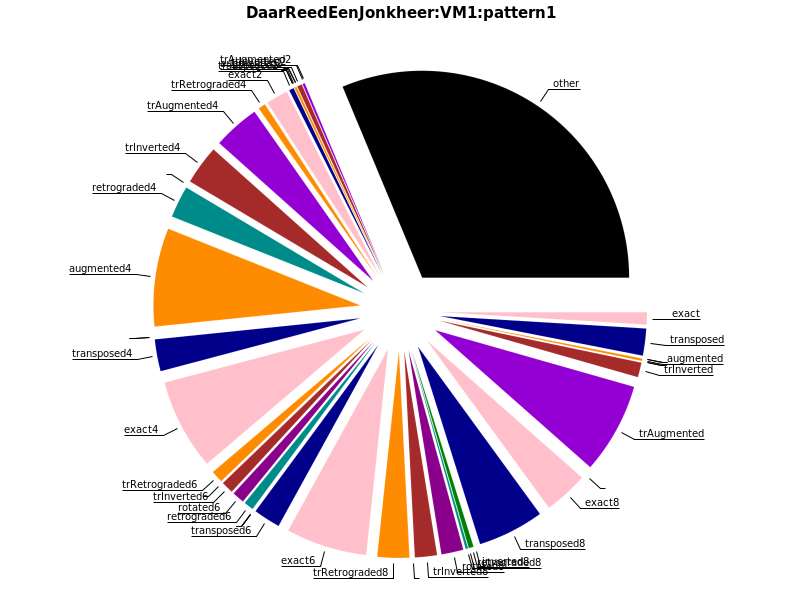 DaarReedEenJonkheer:VM1:pattern1
trAugmented2
exact2
trRetrograded4
trAugmented4
trInverted4
retrograded4
augmented4
transposed4
exact4
trRetrograded6
trInverted6
rotated6
retrograded6
transposed6
exact6
trRetrograded8
trInverted8
transposed8
exact8
trAugmented
trInverted
augmented
transposed
exact
other